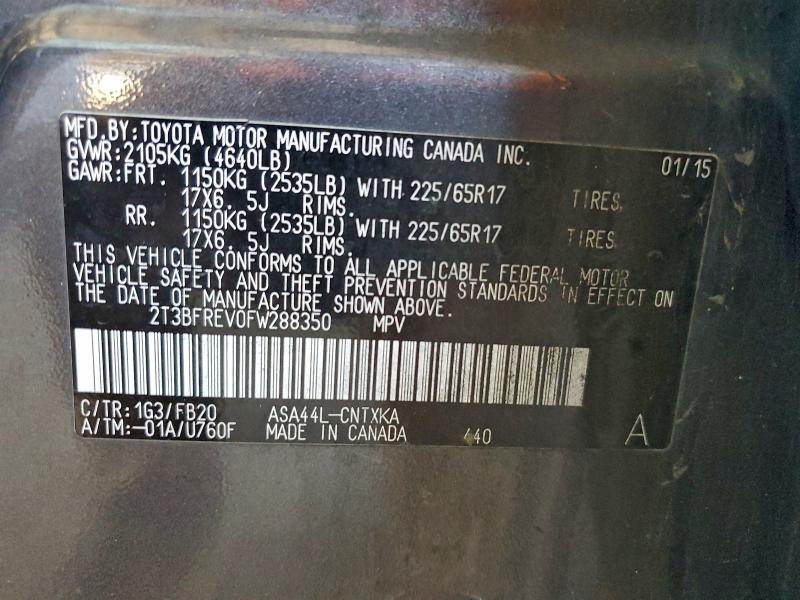 MFD.BY:TOYOTA MOTOR MANUFACTURING CANADA INC. 01/15
GVWR:2105KG (4640LB)
GAWR:FRT. 1150KG (2535LB) WITH 225/65R17 TIRES,
17X6. 5J RIMS.
RR. 1150KG (2535LB) WITH 225/65R17 TIRES
17X6. 5J RIMS.
THIS VEHICLE CONFORMS TO ALL APPLICABLE FEDERAL MOTOR
VEHICLE SAFETY AND THEFT PREVENTION STANDARDS IN EFFECT ON
THE DATE OF MANUFACTURE SHOWN ABOVE.
2T3BFREV0FW288350 MPV
C/TR:1G3/FB20 ASA44L-CNTXKA
A/TM:-01A/U760F MADE IN CANADA 440 A